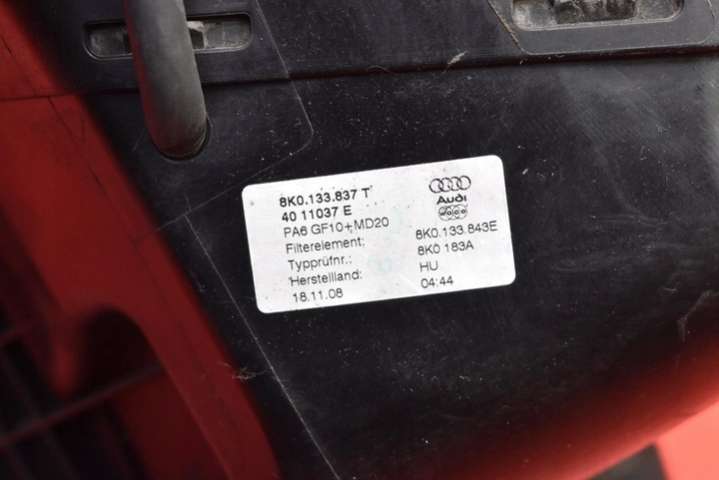 8K0.133.837 T
40 11037 E
PA6 GF10+MD20
Audi
Filterelement: 8K0.133.843E
Typprüfnr.: 8K0 183A
Herstellland: HU
18.11.08 04:44